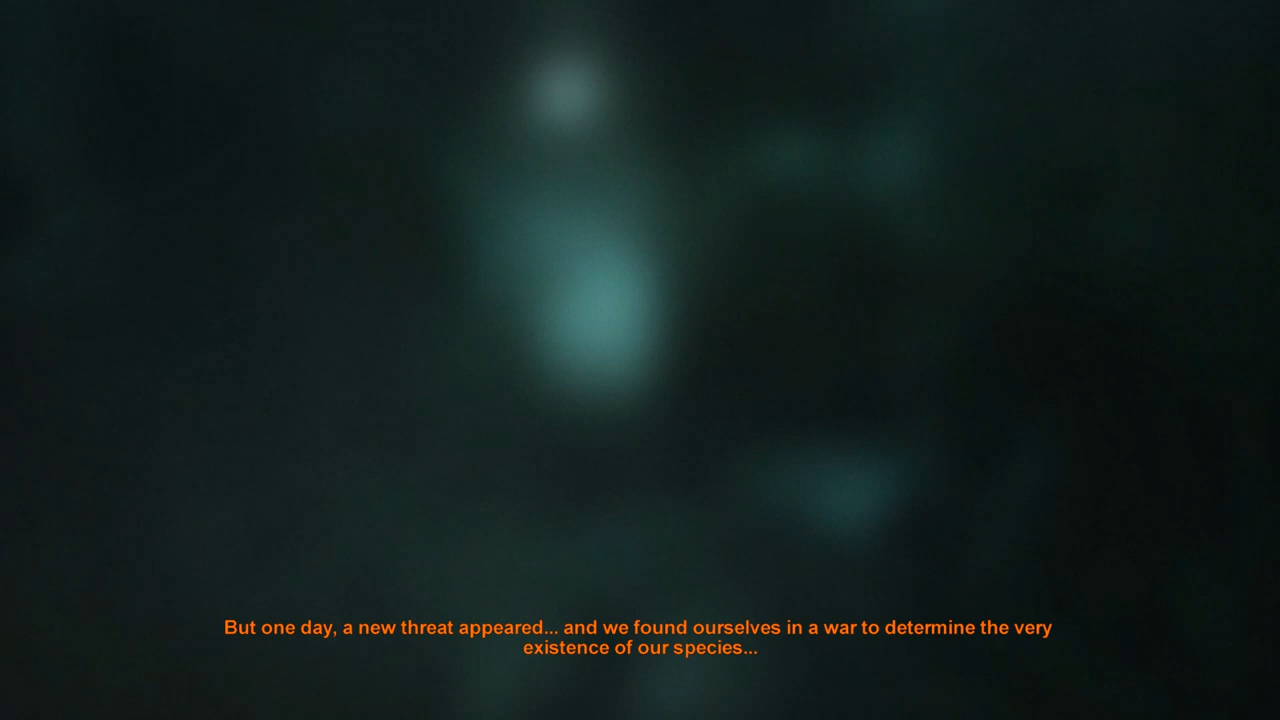 But one day, a new threat appeared... and we found ourselves in a war to determine the very
existence of our species...